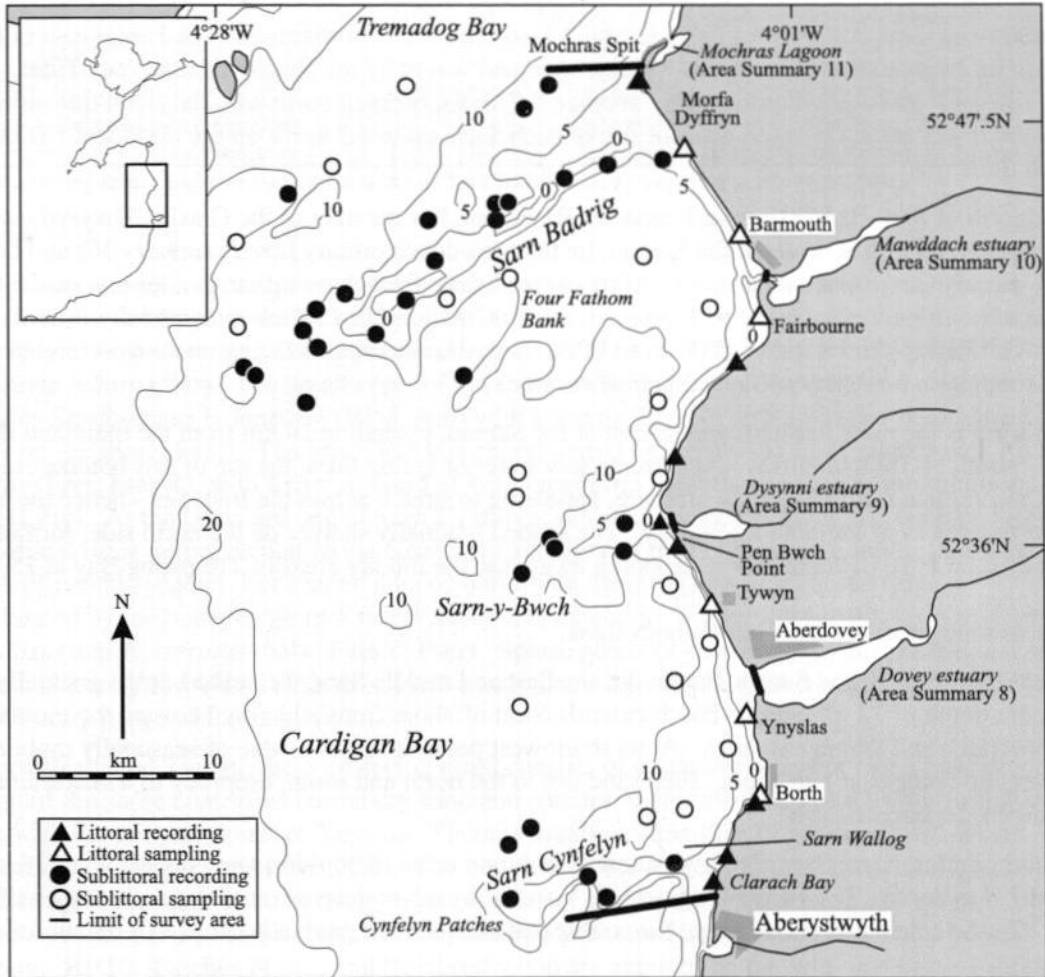 4°28'W
4°01'W
Tremadog Bay
Mochras Spit
Mochras Lagoon
(Area Summary 11)
Morfa
Dyffryn
52°47'.5N
10
5
0
5
10
5
0
Sarn Badrig
Barmouth
Mawddach estuary
(Area Summary 10)
Four Fathom
Bank
0
Fairbourne
0
10
20
5
0
Dysynni estuary
(Area Summary 9)
Pen Bwch
Point
52°36'N
10
10
Sarn-y-Bwch
Tywyn
Aberdovey
Dovey estuary
(Area Summary 8)
N
0 km 10
Cardigan Bay
Ynyslas
10
5
Borth
Littoral recording
Littoral sampling
Sublittoral recording
Sublittoral sampling
Limit of survey area
Sarn Cynfelyn
Sarn Wallog
Clarach Bay
Cynfelyn Patches
Aberystwyth